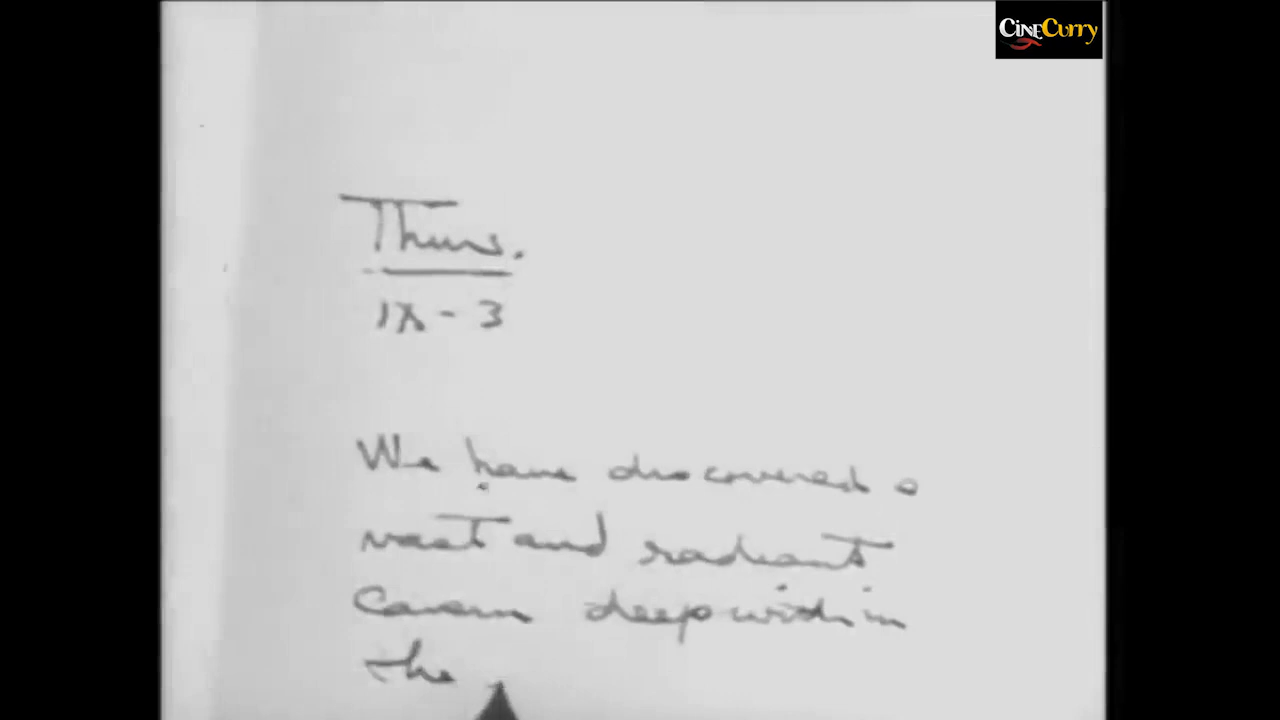 CINECURRY
Thurs.
IX - 3
We have discovered a
vast and radiant
cavern deep within
the